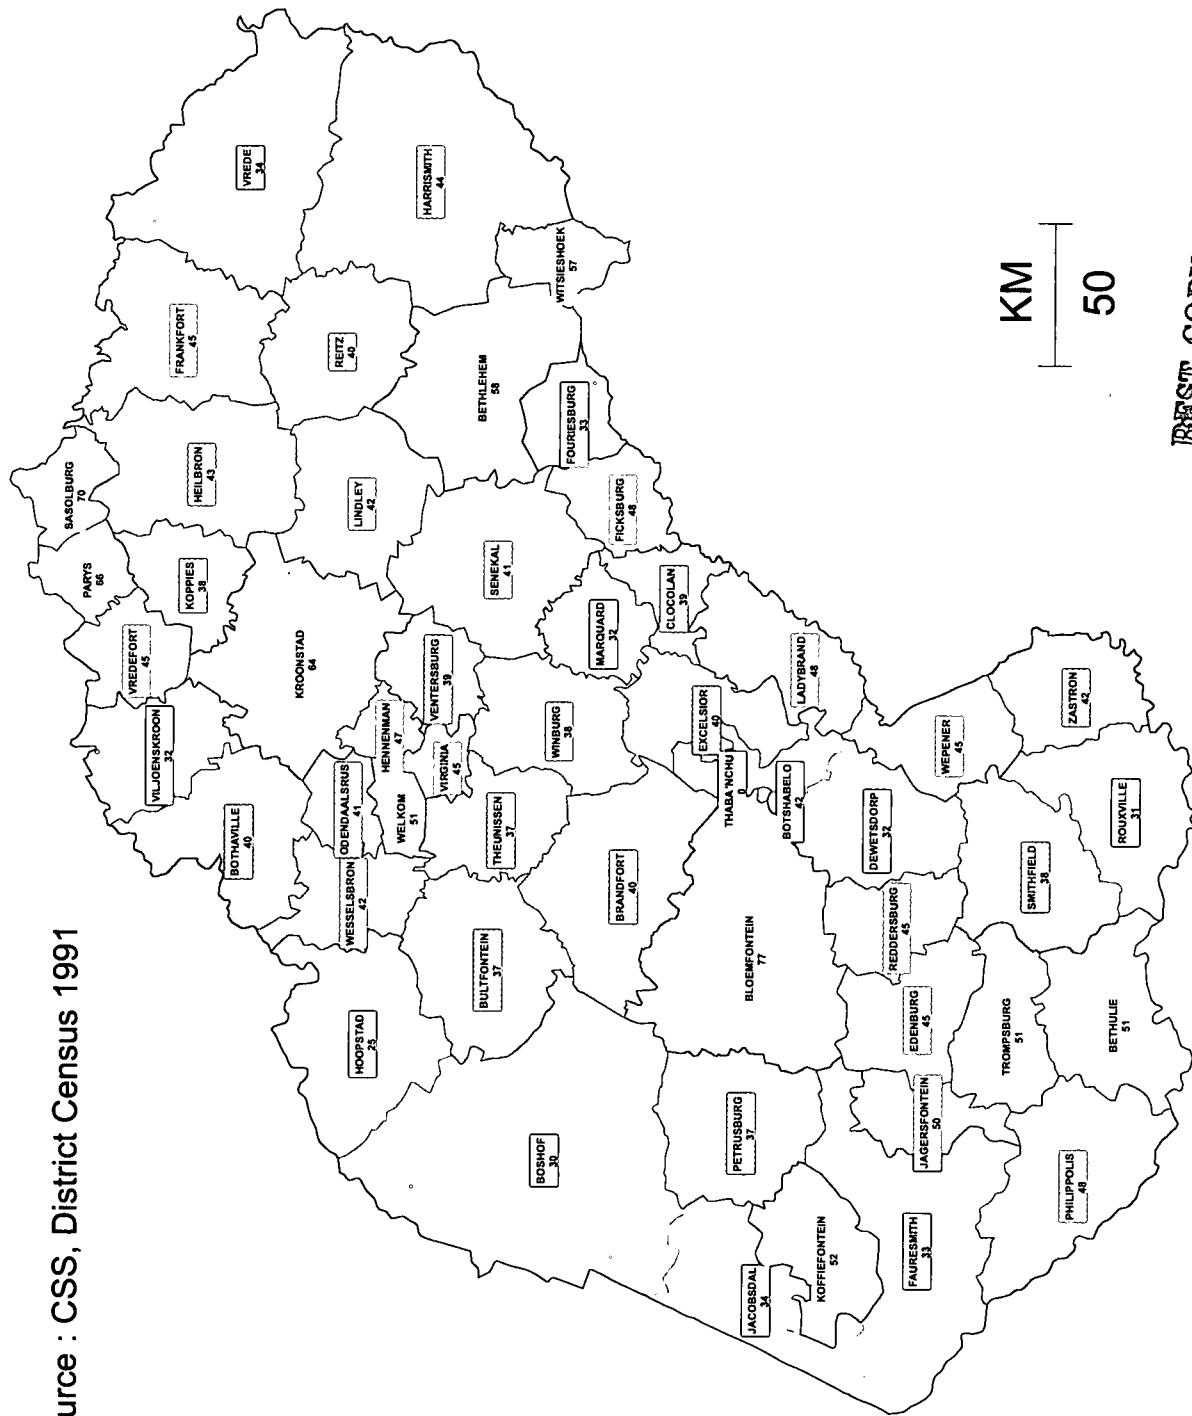 urce : CSS, District Census 1991
SASOLBURG
70
PARYS
66
VREDEFORT
45
VILJOENSKROON
32
FRANKFORT
45
KOPPIES
38
HEILBRON
43
BOTHAVILLE
40
VREDE
34
KROONSTAD
64
REITZ
40
HOOPSTAD
25
WESSELSBRON
42
ODENDAALSRUS
41
LINDLEY
42
WELKOM
51
HENNENMAN
47
HARRISMITH
44
VENTERSBURG
39
VIRGINIA
45
BULTFONTEIN
37
BETHLEHEM
58
SENEKAL
41
THEUNISSEN
37
BOSHOF
30
WINBURG
38
WITSIESHOEK
57
FOURIESBURG
33
MARQUARD
32
BRANDFORT
40
FICKSBURG
48
CLOCOLAN
39
EXCELSIOR
40
THABA'NCHU
0
PETRUSBURG
37
JACOBSDAL
34
BLOEMFONTEIN
77
BOTSHABELO
42
LADYBRAND
48
KOFFIEFONTEIN
52
DEWETSDORP
32
REDDERSBURG
45
FAURESMITH
33
EDENBURG
45
JAGERSFONTEIN
50
WEPENER
45
TROMPSBURG
51
SMITHFIELD
38
KM
50
PHILIPPOLIS
48
ZASTRON
42
BETHULIE
51
ROUXVILLE
31
BEST COPY